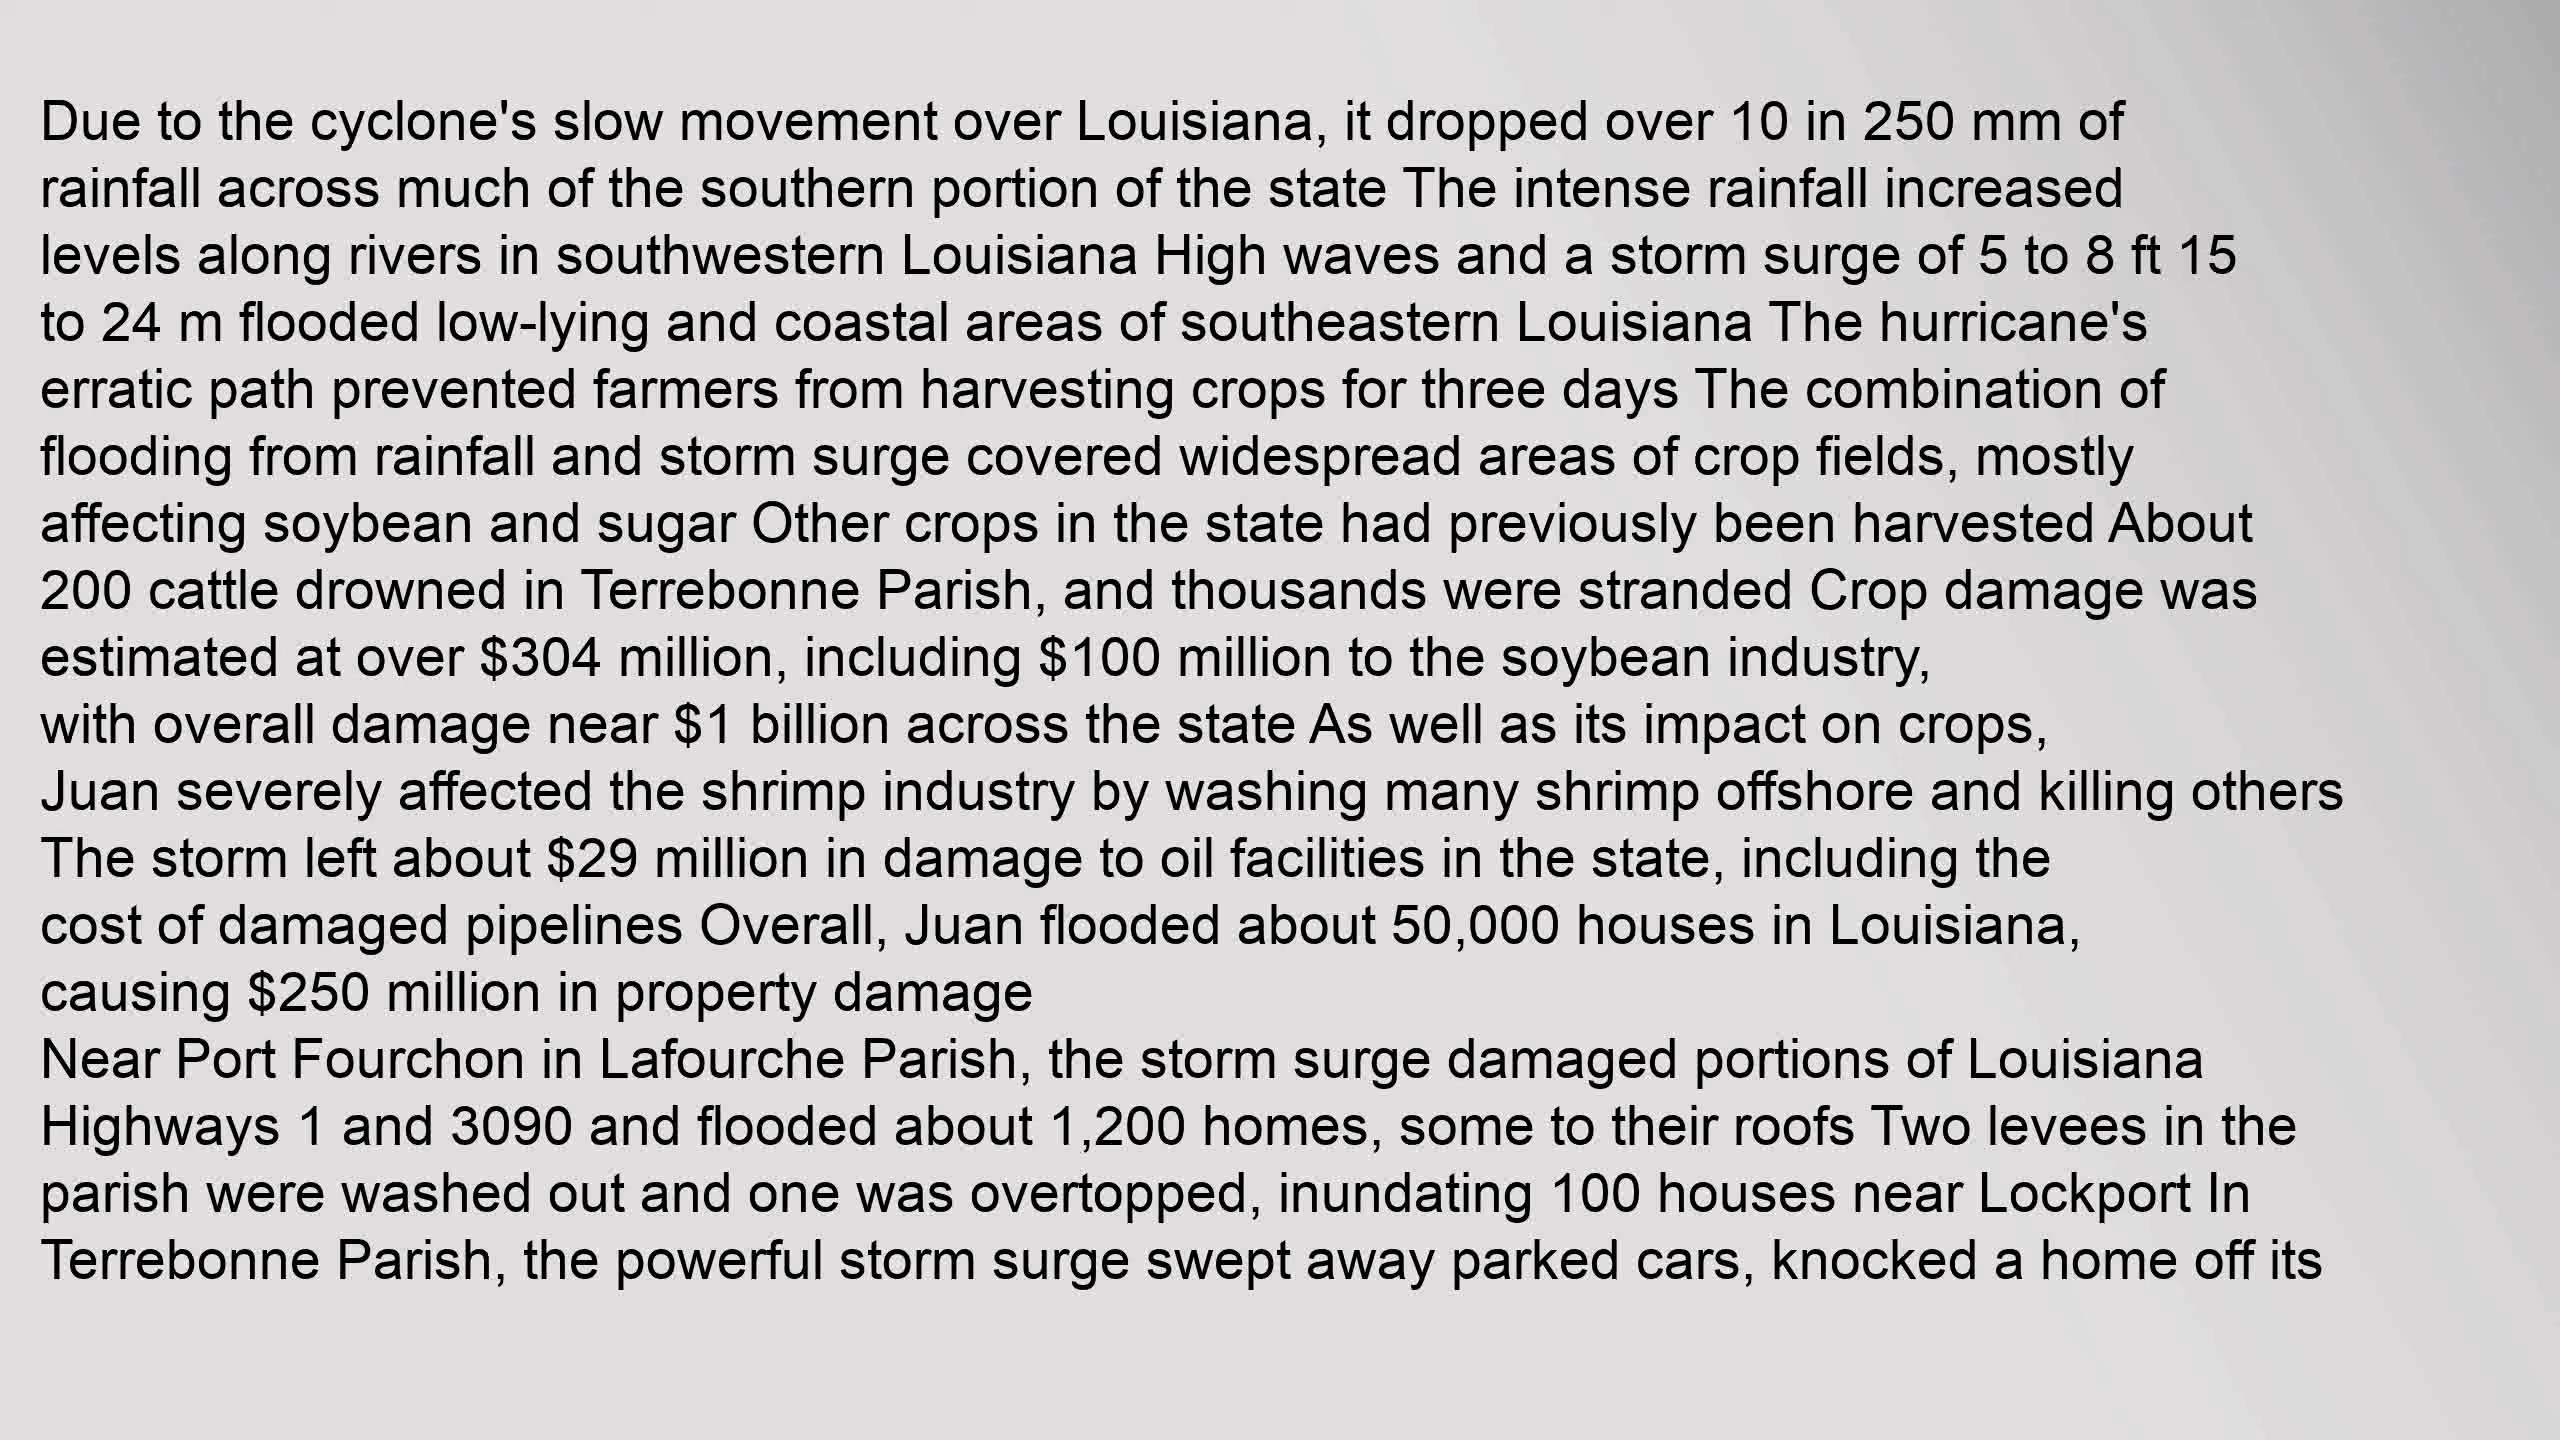 Due to the cyclone's slow movement over Louisiana, it dropped over 10 in 250 mm of
rainfall across much of the southern portion of the state The intense rainfall increased
levels along rivers in southwestern Louisiana High waves and a storm surge of 5 to 8 ft 15
to 24 m flooded low-lying and coastal areas of southeastern Louisiana The hurricane's
erratic path prevented farmers from harvesting crops for three days The combination of
flooding from rainfall and storm surge covered widespread areas of crop fields, mostly
affecting soybean and sugar Other crops in the state had previously been harvested About
200 cattle drowned in Terrebonne Parish, and thousands were stranded Crop damage was
estimated at over $304 million, including $100 million to the soybean industry,
with overall damage near $1 billion across the state As well as its impact on crops,
Juan severely affected the shrimp industry by washing many shrimp offshore and killing others
The storm left about $29 million in damage to oil facilities in the state, including the
cost of damaged pipelines Overall, Juan flooded about 50,000 houses in Louisiana,
causing $250 million in property damage
Near Port Fourchon in Lafourche Parish, the storm surge damaged portions of Louisiana
Highways 1 and 3090 and flooded about 1,200 homes, some to their roofs Two levees in the
parish were washed out and one was overtopped, inundating 100 houses near Lockport In
Terrebonne Parish, the powerful storm surge swept away parked cars, knocked a home off its